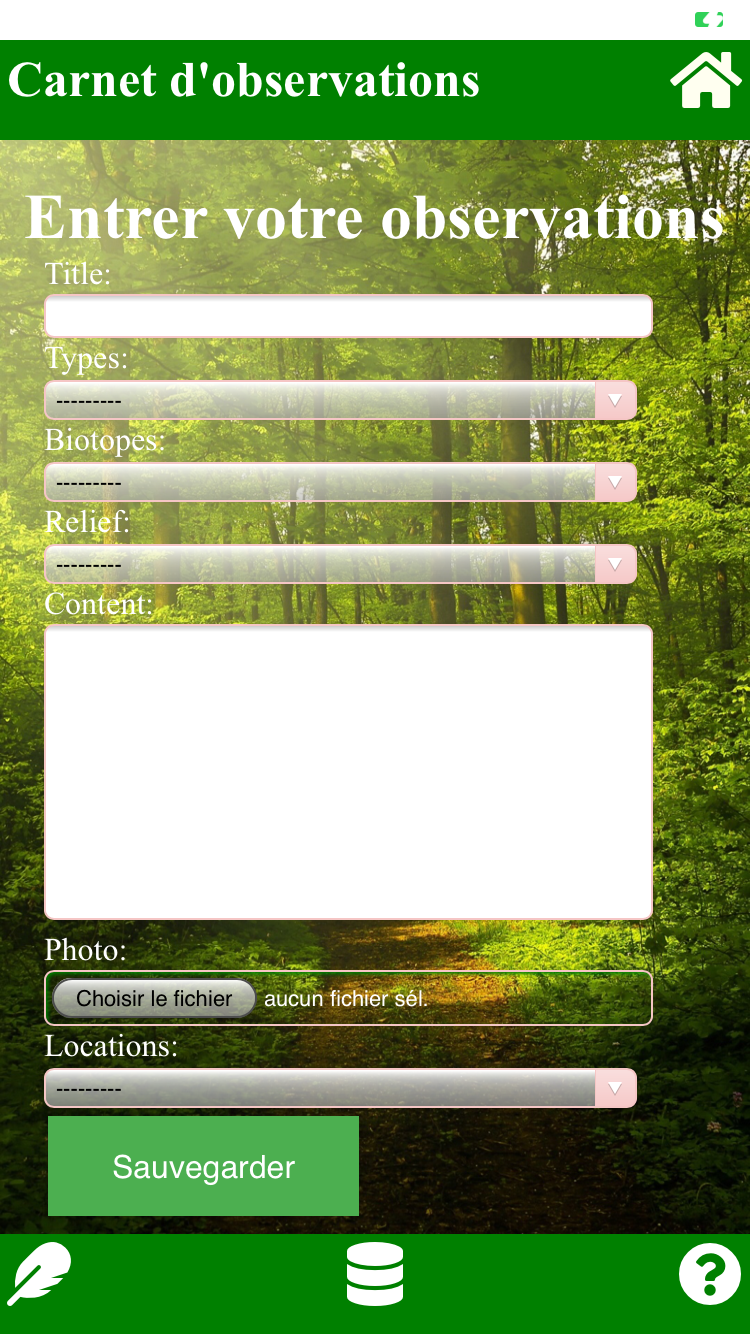 Carnet d'observations
Entrer votre observations
Title:
Types:
---------
Biotopes:
---------
Relief:
---------
Content:
Photo:
Choisir le fichier aucun fichier sél.
Locations:
---------
Sauvegarder